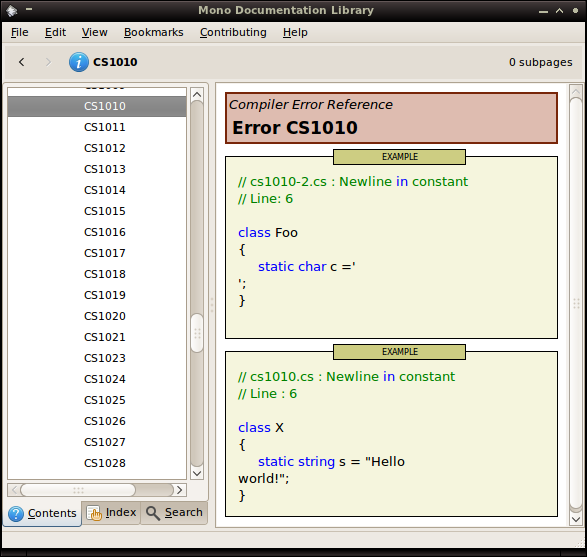 Mono Documentation Library
File Edit View Bookmarks Contributing Help
CS1010
0 subpages
CS1010
CS1011
CS1012
CS1013
CS1014
CS1015
CS1016
CS1017
CS1018
CS1019
CS1020
CS1021
CS1023
CS1024
CS1025
CS1026
CS1027
CS1028
Contents Index Search
Compiler Error Reference
Error CS1010
EXAMPLE
// cs1010-2.cs : Newline in constant
// Line: 6
class Foo
{
static char c ='
';
}
EXAMPLE
// cs1010.cs : Newline in constant
// Line : 6
class X
{
static string s = "Hello
world!";
}